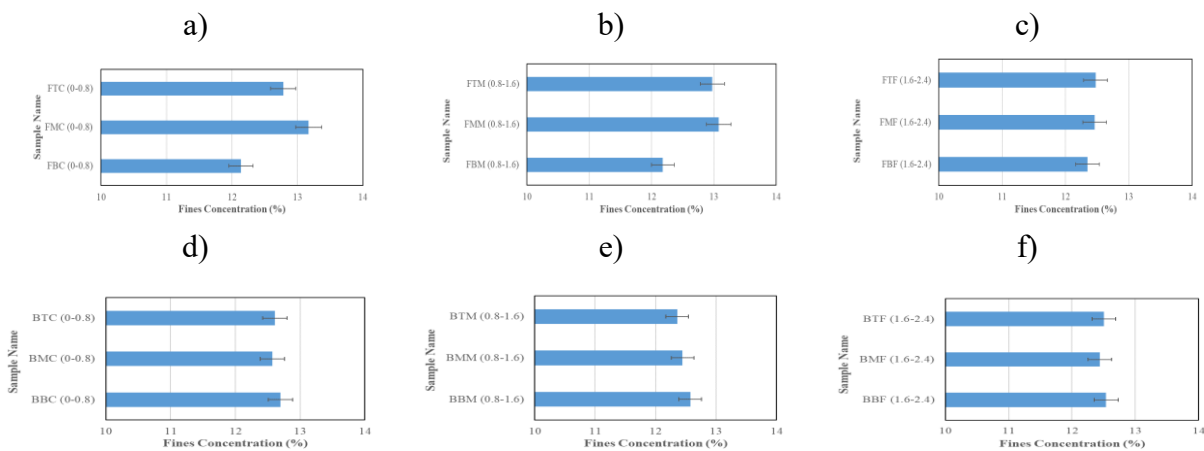 a)
b)
c)
Sample Name
FTC (0-0.8)
FMC (0-0.8)
FBC (0-0.8)
10 11 12 13 14
Fines Concentration (%)
Sample Name
FTM (0.8-1.6)
FMM (0.8-1.6)
FBM (0.8-1.6)
10 11 12 13 14
Fines Concentration (%)
Sample Name
FTF (1.6-2.4)
FMF (1.6-2.4)
FBF (1.6-2.4)
10 11 12 13 14
Fines Concentration (%)
d)
e)
f)
Sample Name
BTC (0-0.8)
BMC (0-0.8)
BBC (0-0.8)
10 11 12 13 14
Fines Concentration (%)
Sample Name
BTM (0.8-1.6)
BMM (0.8-1.6)
BBM (0.8-1.6)
10 11 12 13 14
Fines Concentration (%)
Sample Name
BTF (1.6-2.4)
BMF (1.6-2.4)
BBF (1.6-2.4)
10 11 12 13 14
Fines Concentration (%)